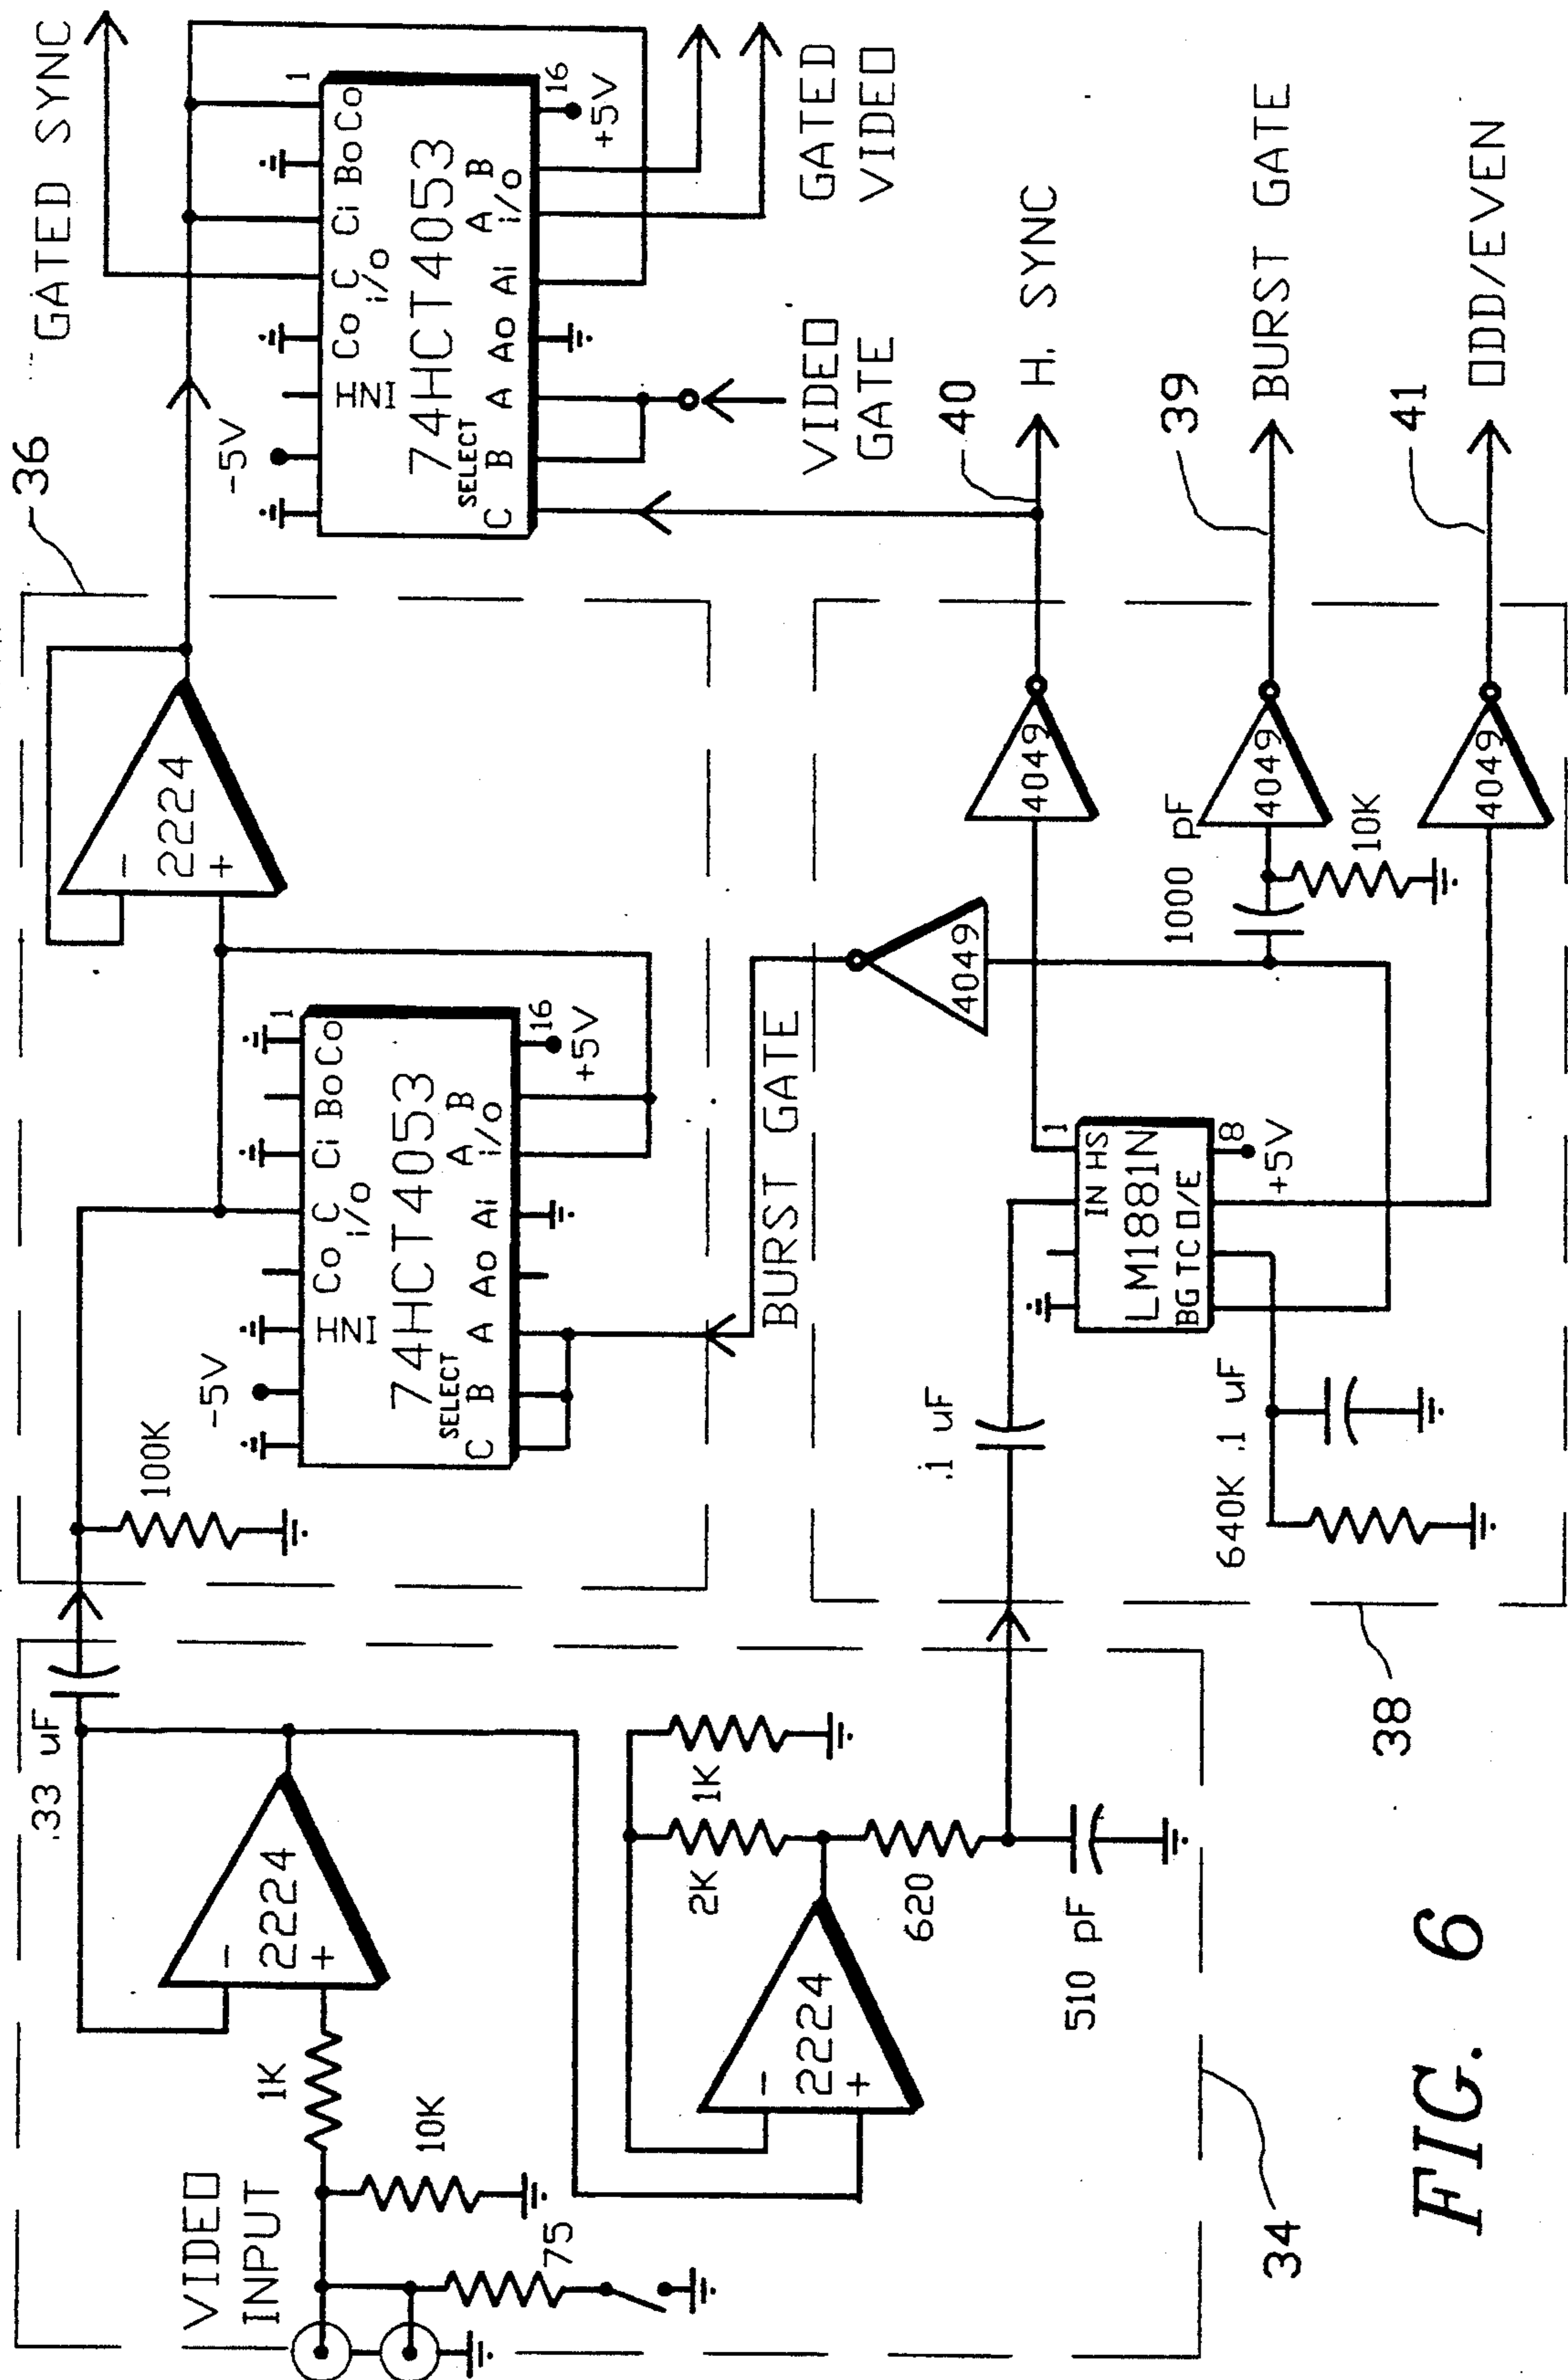 GATED SYNC
36
-5V
1
Co INH Co C i/o Ci Bo Co
74HCT4053
SELECT
C B A Ao Ai A i/o B
16
+5V
VIDEO
GATE
GATED
VIDEO
2224
-
+
100K
-5V
1
INH Co C i/o Ci Bo Co
74HCT4053
SELECT
C B A Ao Ai A i/o B
16
+5V
BURST GATE
.33 uF
VIDEO
INPUT
1K
10K
75
-
2224
+
-
2224
+
2K
1K
620
510 pF
34
.1 uF
IN HS
1
LM1881N
BG TC O/E
8
+5V
640K
.1 uF
4049
4049
4049
4049
1000 pF
10K
40
H. SYNC
39
BURST GATE
41
ODD/EVEN
38
FIG. 6